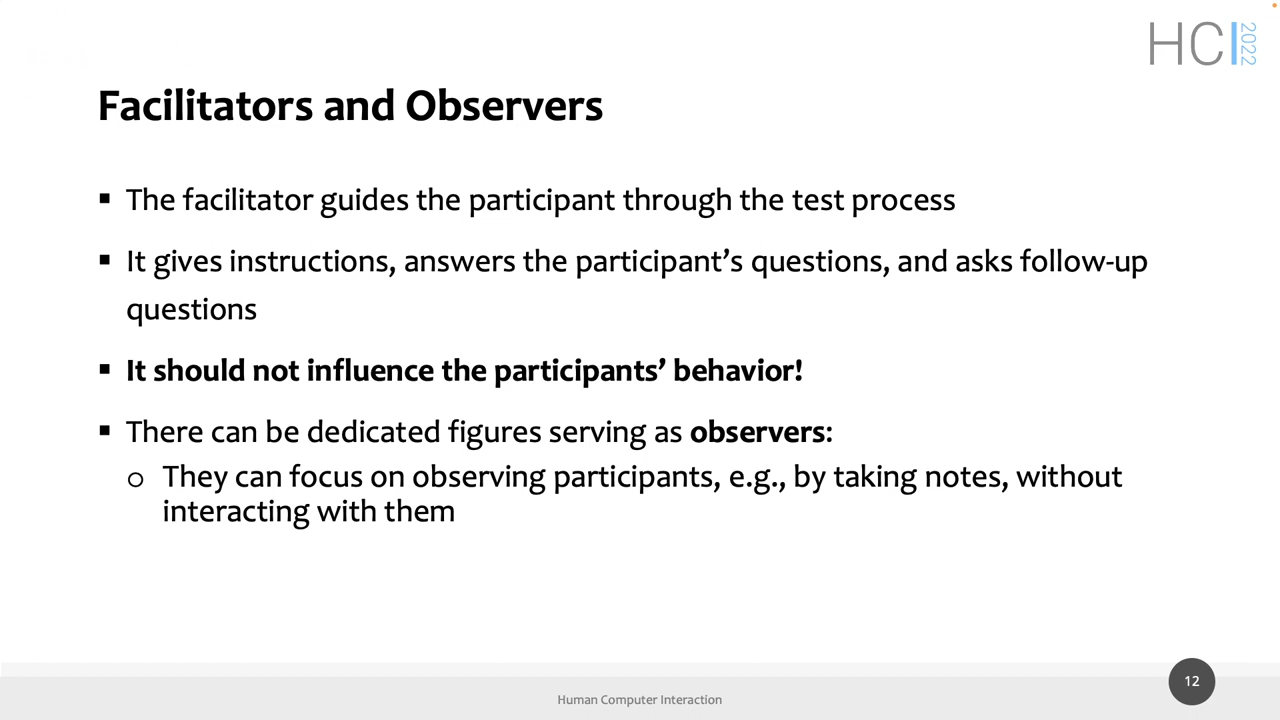 HCI 2022
Facilitators and Observers
▪ The facilitator guides the participant through the test process
▪ It gives instructions, answers the participant’s questions, and asks follow-up
questions
▪ It should not influence the participants’ behavior!
▪ There can be dedicated figures serving as observers:
o They can focus on observing participants, e.g., by taking notes, without
interacting with them
12
Human Computer Interaction